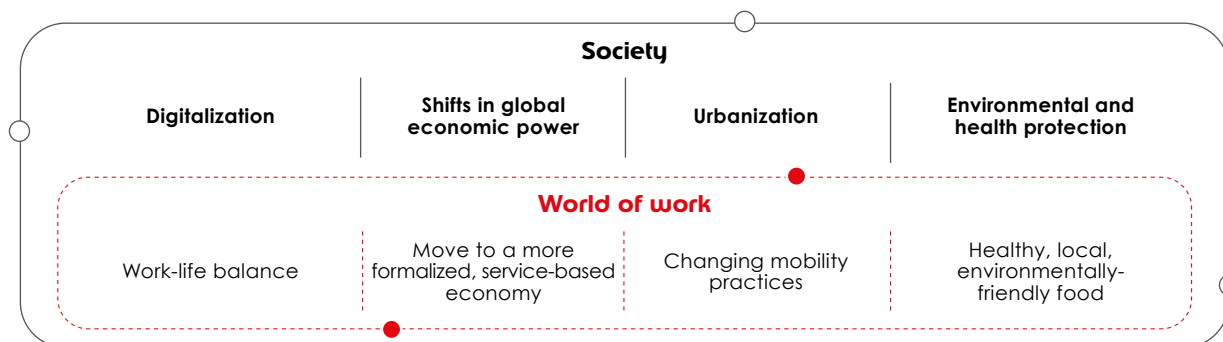 Society
Digitalization
Shifts in global
economic power
Urbanization
Environmental and
health protection
World of work
Work-life balance
Move to a more
formalized, service-based
economy
Changing mobility
practices
Healthy, local,
environmentally-
friendly food